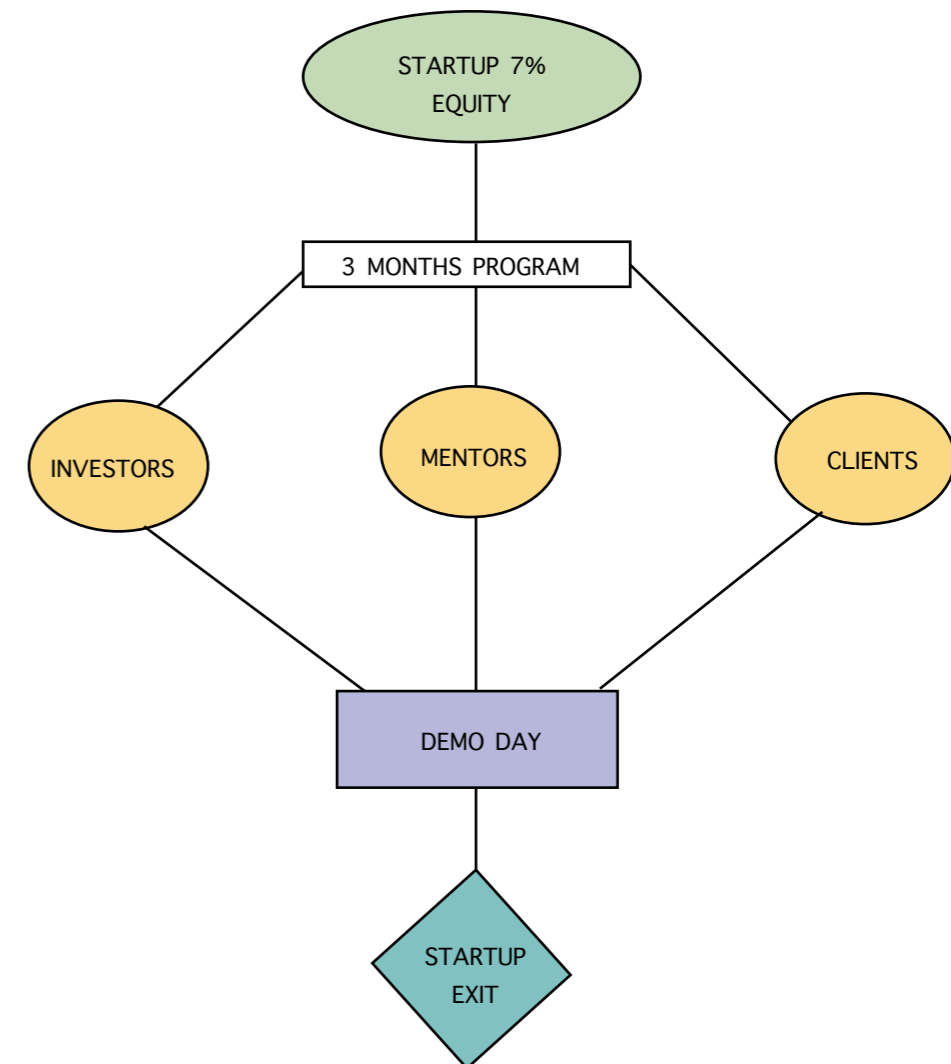 STARTUP 7%
EQUITY
3 MONTHS PROGRAM
INVESTORS
MENTORS
CLIENTS
DEMO DAY
STARTUP
EXIT